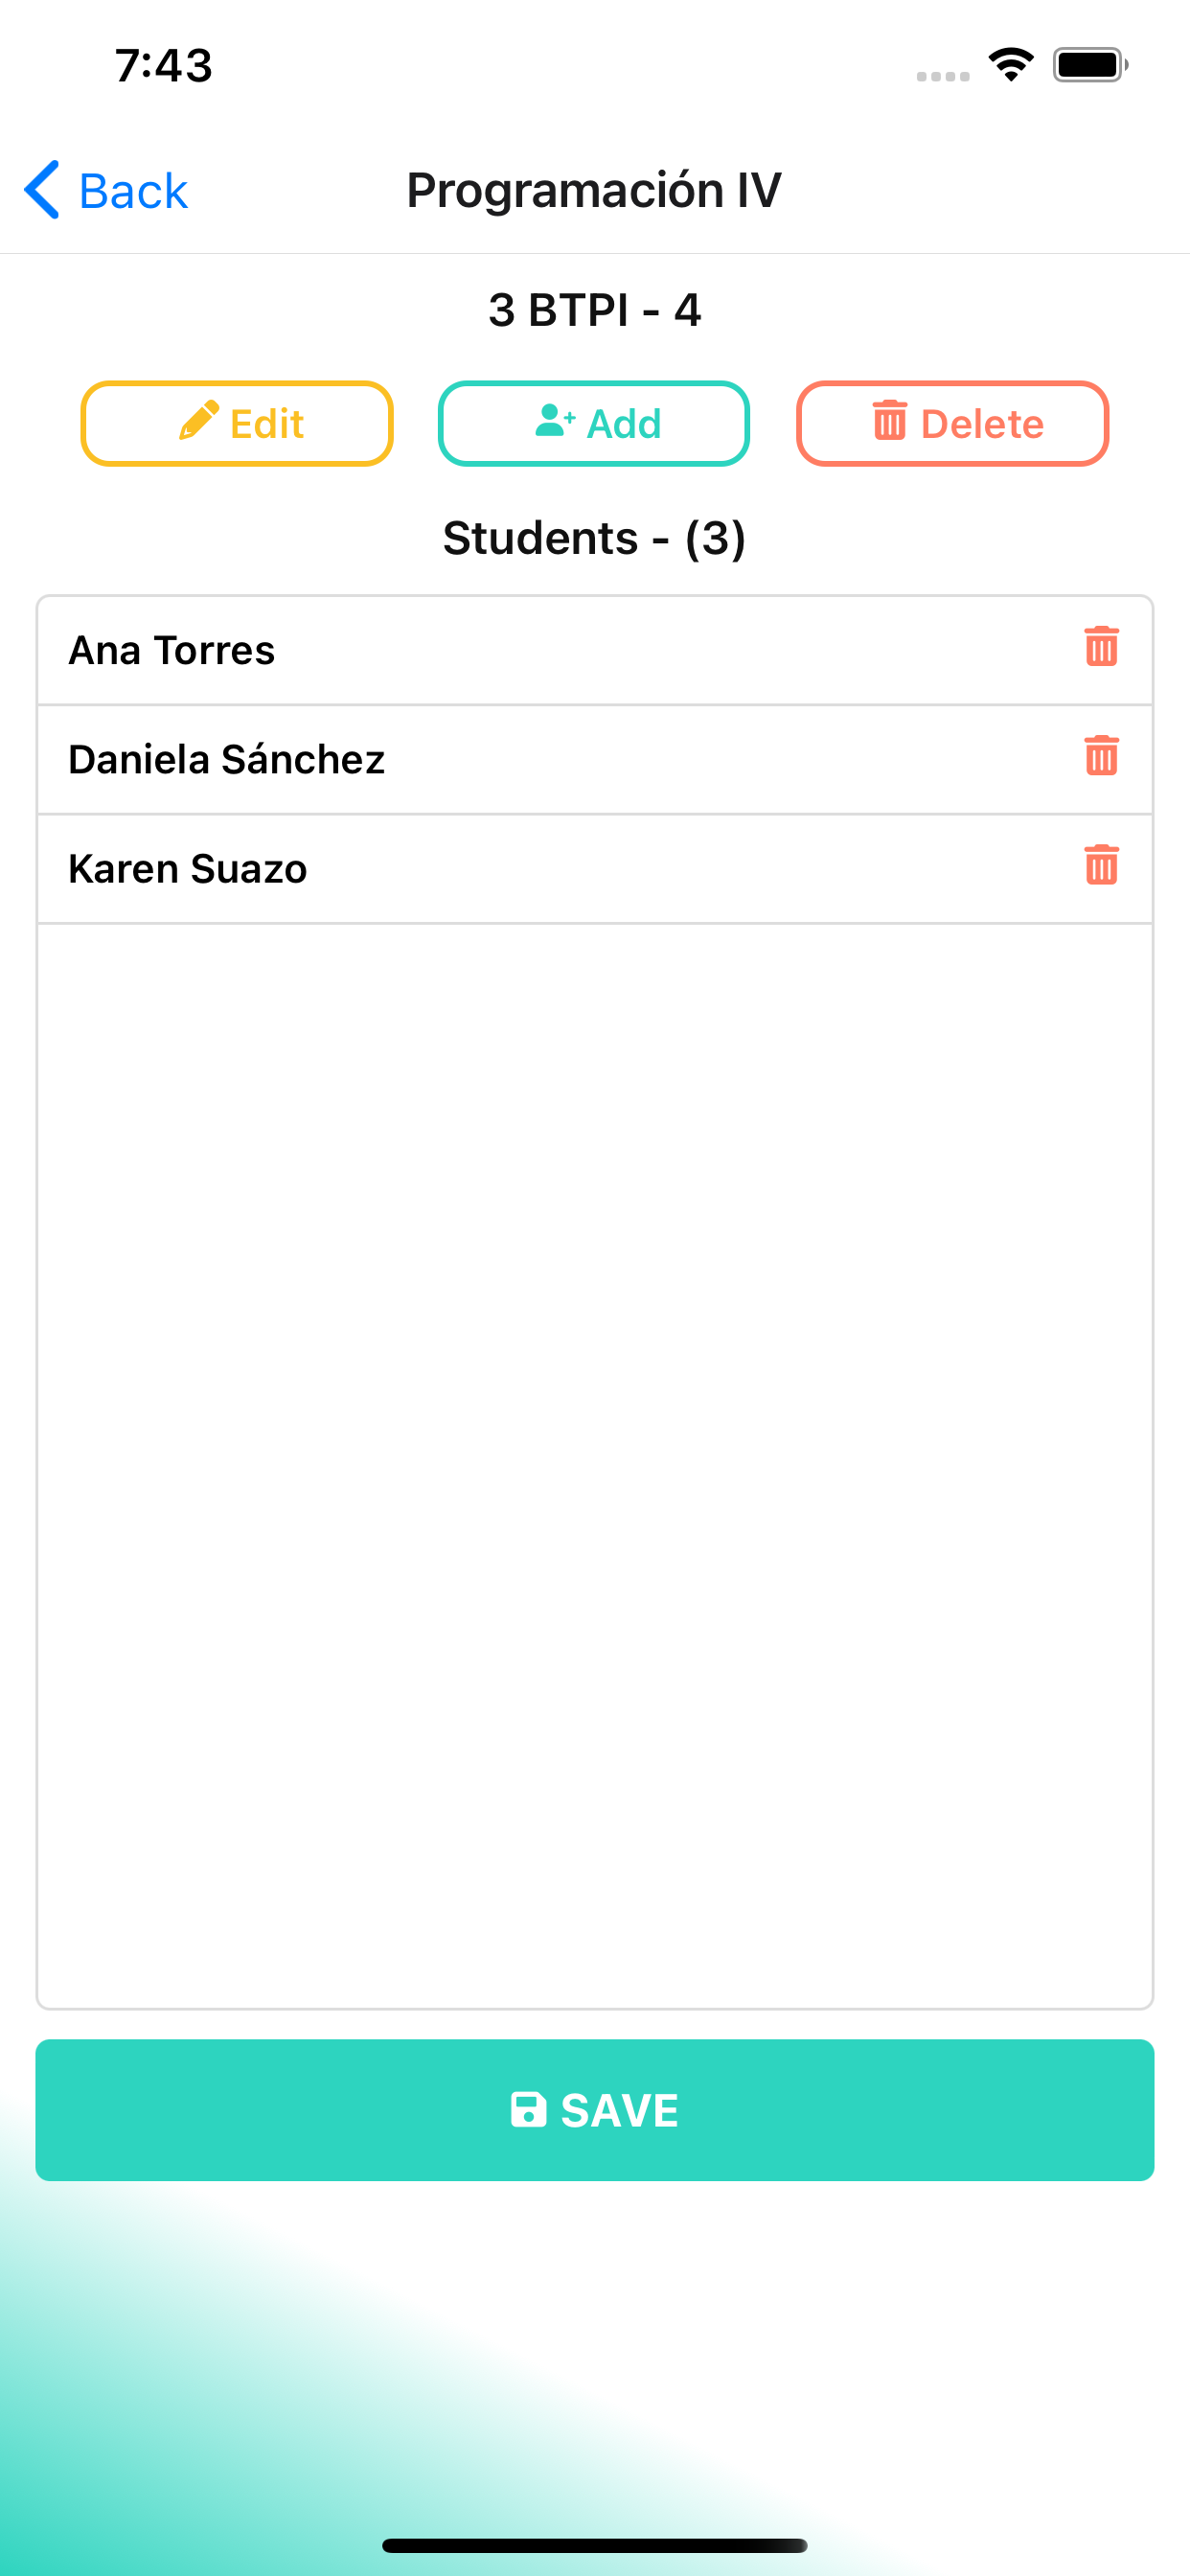 7:43
Back
Programación IV
3 BTPI - 4
Edit
Add
Delete
Students - (3)
Ana Torres
Daniela Sánchez
Karen Suazo
SAVE